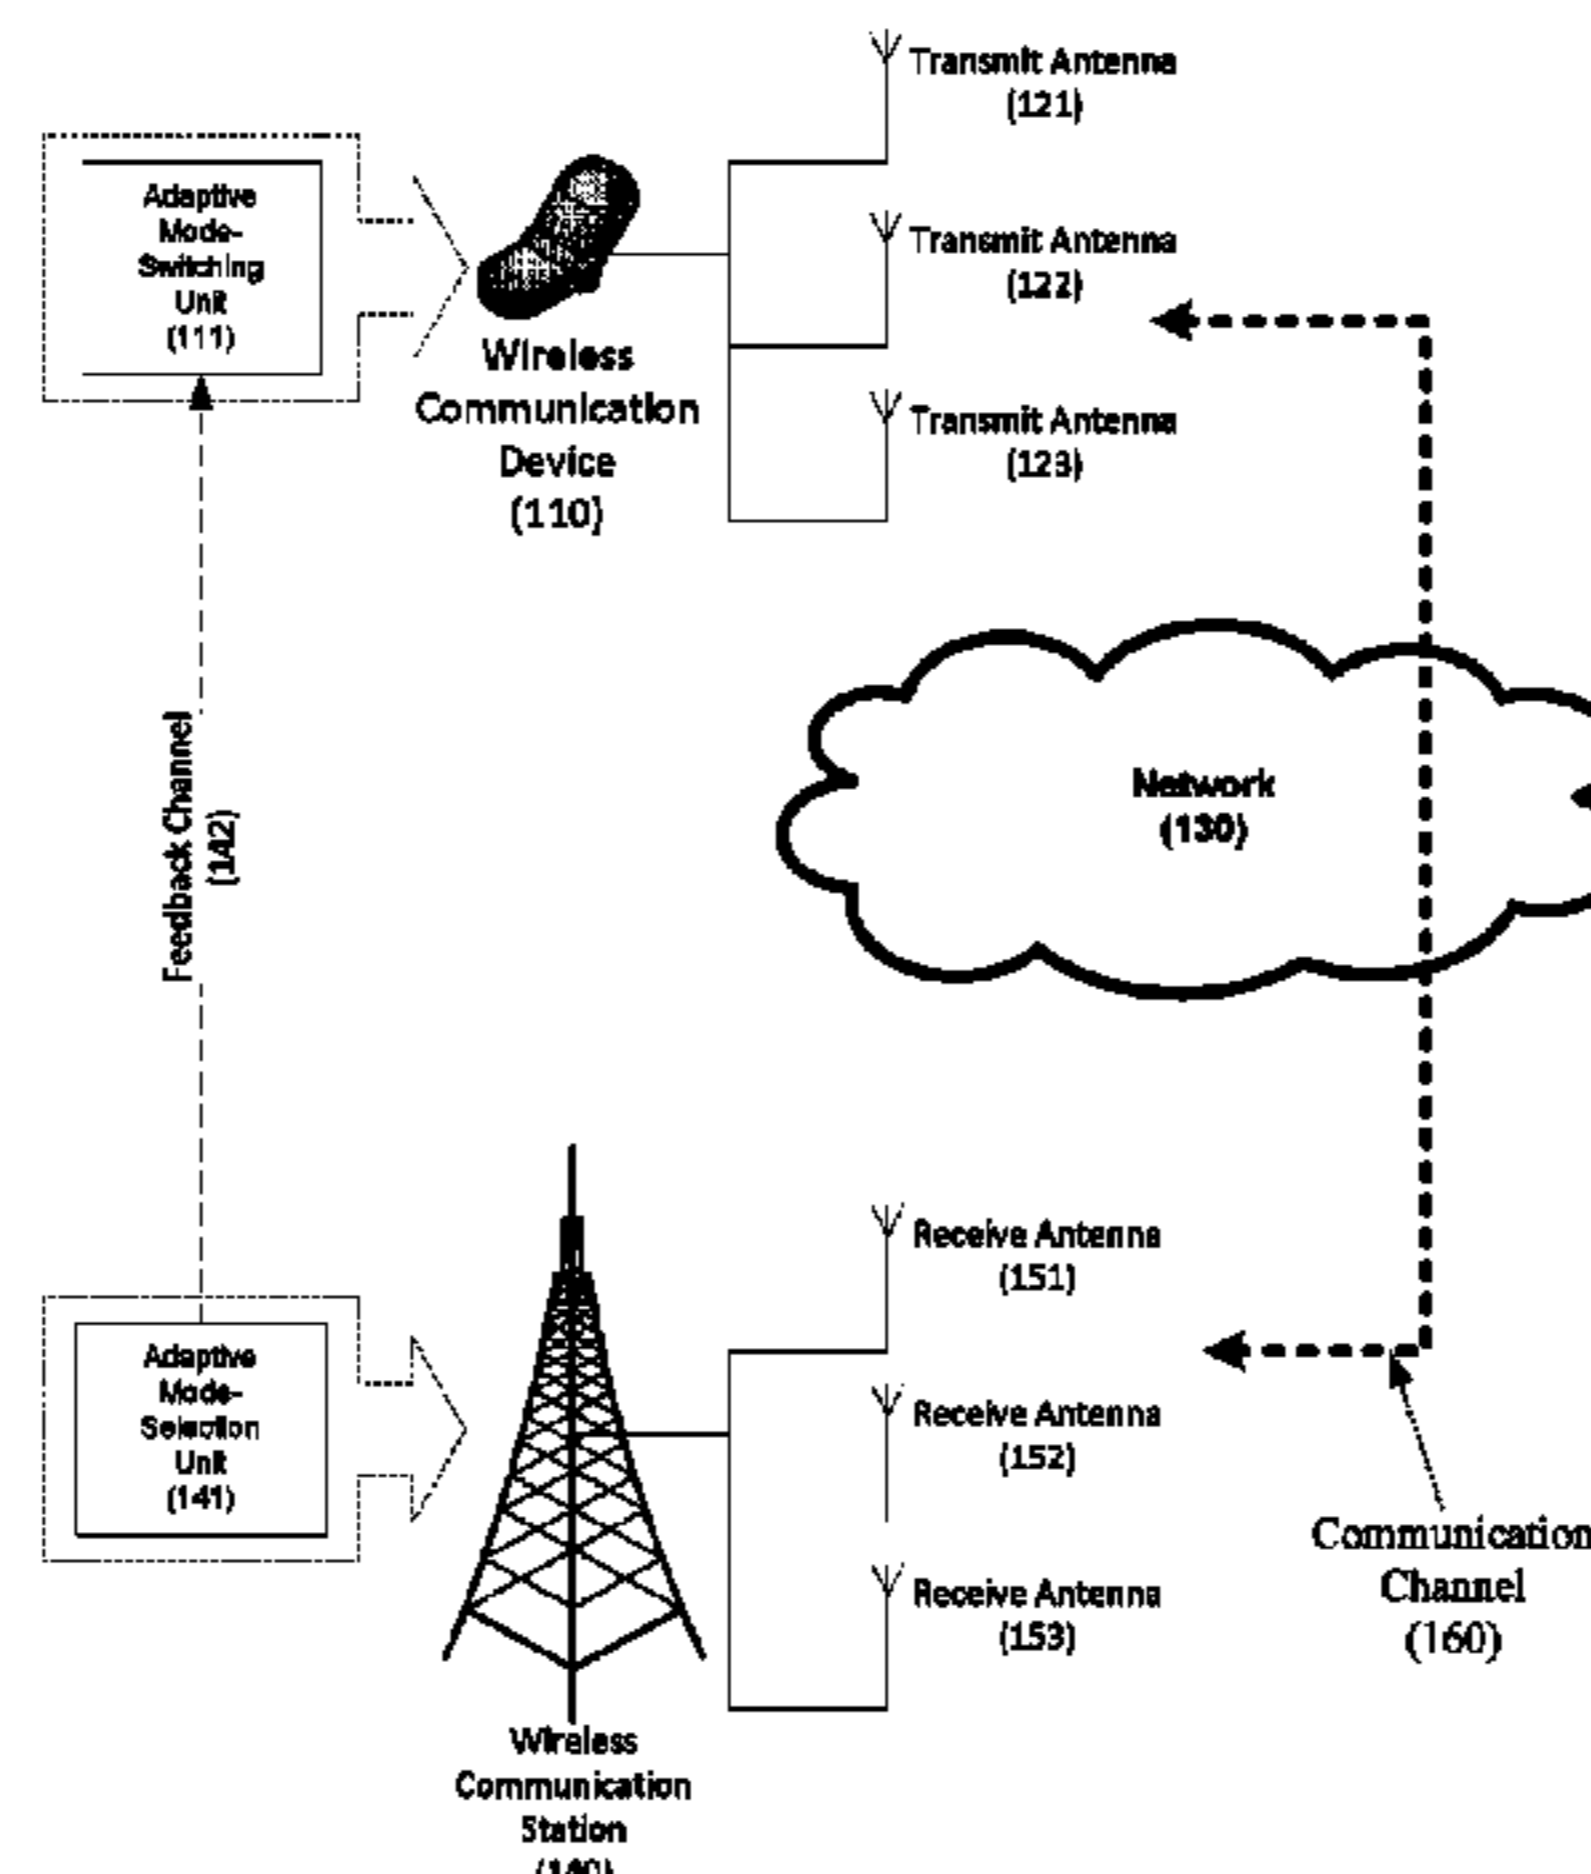 Transmit Antenna
(121)
Adaptive
Mode-
Switching
Unit
(111)
Transmit Antenna
(122)
Wireless
Communication
Device
(110)
Transmit Antenna
(123)
Feedback Channel
(142)
Network
(130)
Receive Antenna
(151)
Adaptive
Mode-
Selection
Unit
(141)
Receive Antenna
(152)
Communication
Channel
(160)
Receive Antenna
(153)
Wireless
Communication
Station
(140)